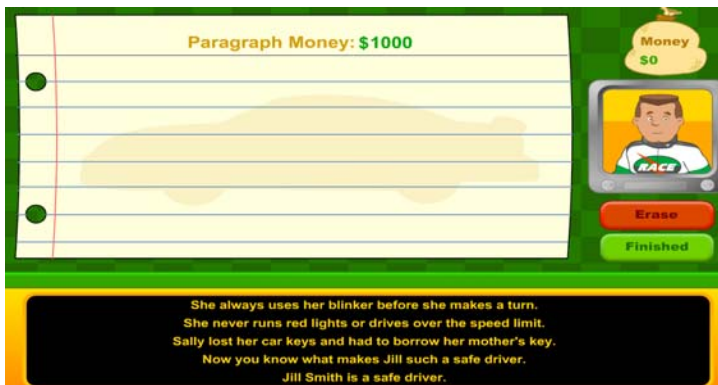 Paragraph Money: $1000
Money
$0
RACE
Erase
Finished
She always uses her blinker before she makes a turn.
She never runs red lights or drives over the speed limit.
Sally lost her car keys and had to borrow her mother's key.
Now you know what makes Jill such a safe driver.
Jill Smith is a safe driver.